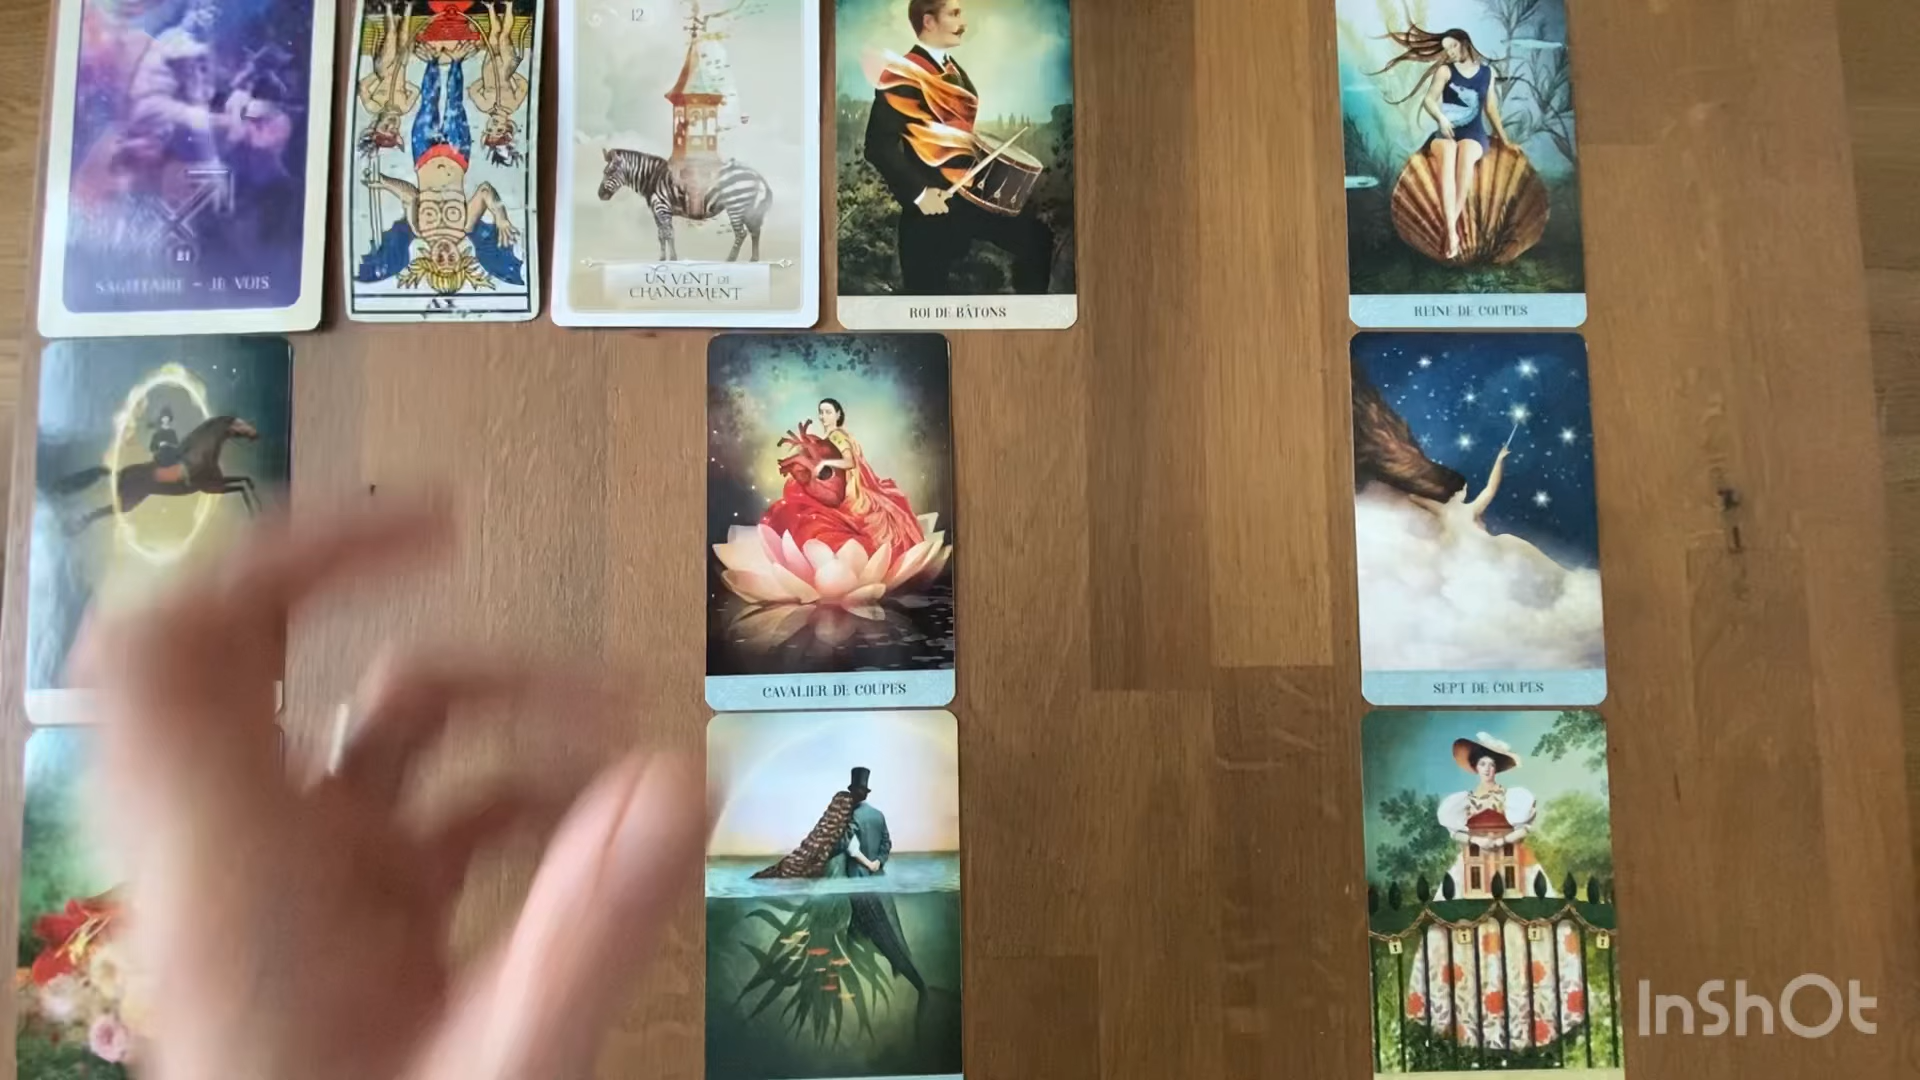 12
SAGITTAIRE - JE VOIS
XV
UN VENT DE
CHANGEMENT
ROI DE BÂTONS
REINE DE COUPES
CAVALIER DE COUPES
SEPT DE COUPES
InShOt